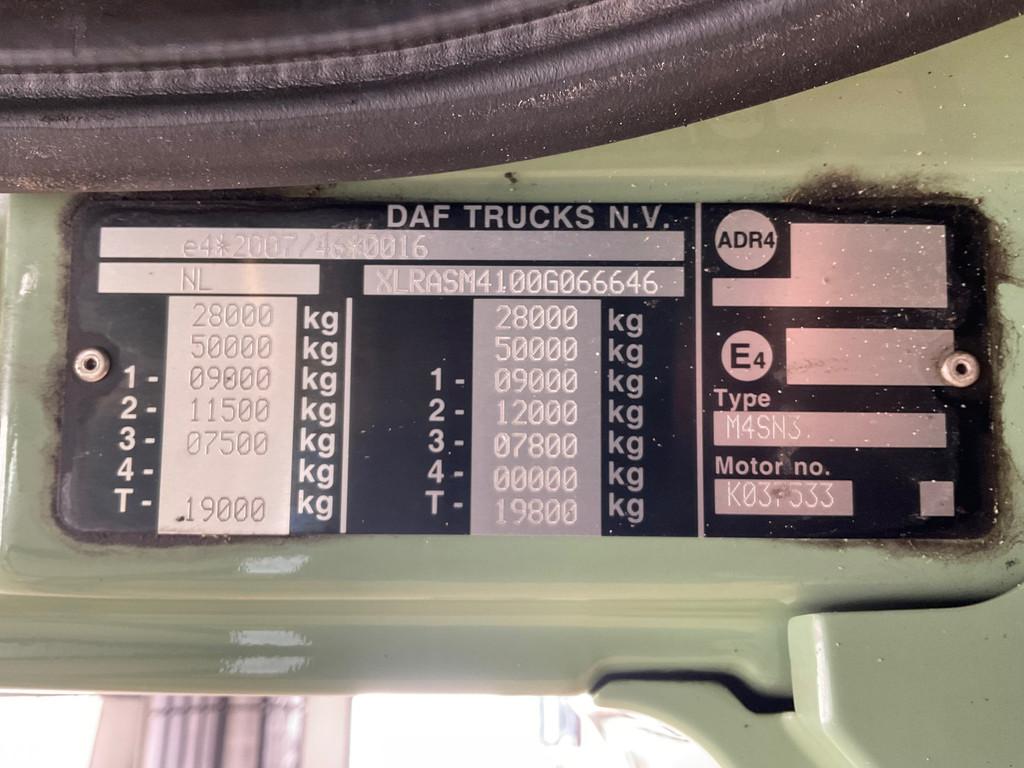 DAF TRUCKS N.V.
e4*2007/46*0016
NL XLRASM4100G066646
28000 kg 28000 kg
50000 kg 50000 kg
1 - 09000 kg 1 - 09000 kg
2 - 11500 kg 2 - 12000 kg
3 - 07500 kg 3 - 07800 kg
4 - kg 4 - 00000 kg
T - 19000 kg T - 19800 kg
ADR4
E4
Type
M4SN3
Motor no.